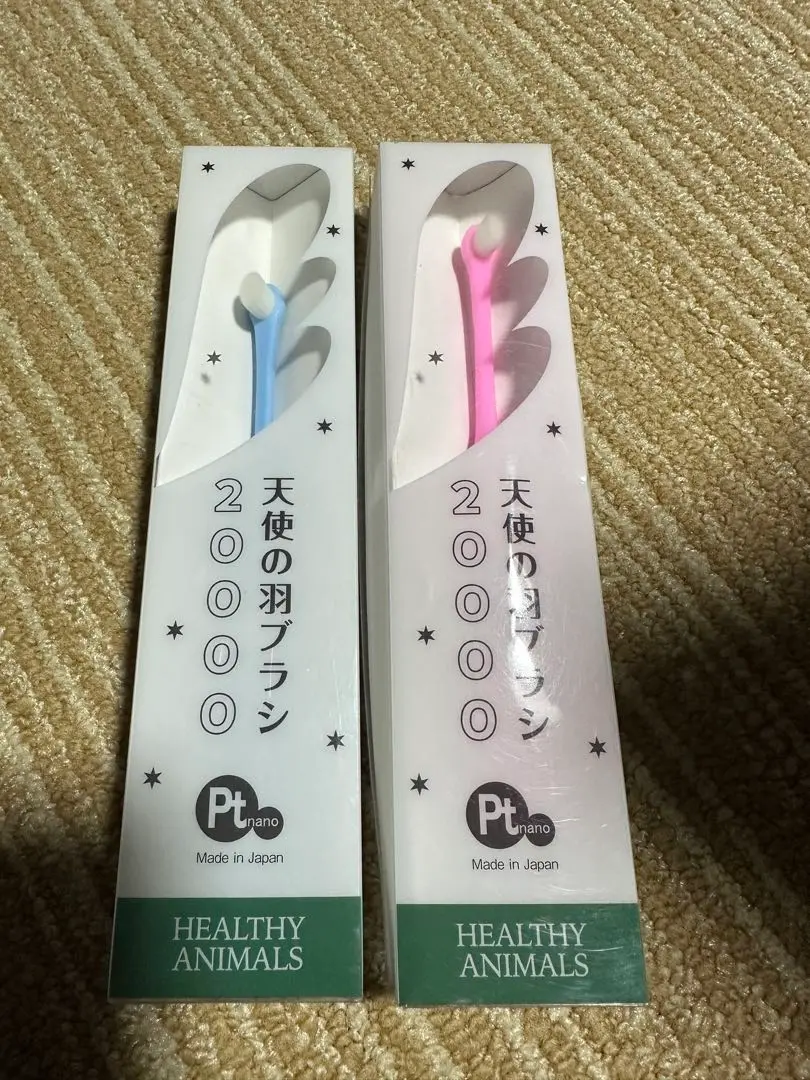 天使の羽ブラシ
20000
Pt nano
Made in Japan
HEALTHY
ANIMALS
天使の羽ブラシ
20000
Pt nano
Made in Japan
HEALTHY
ANIMALS